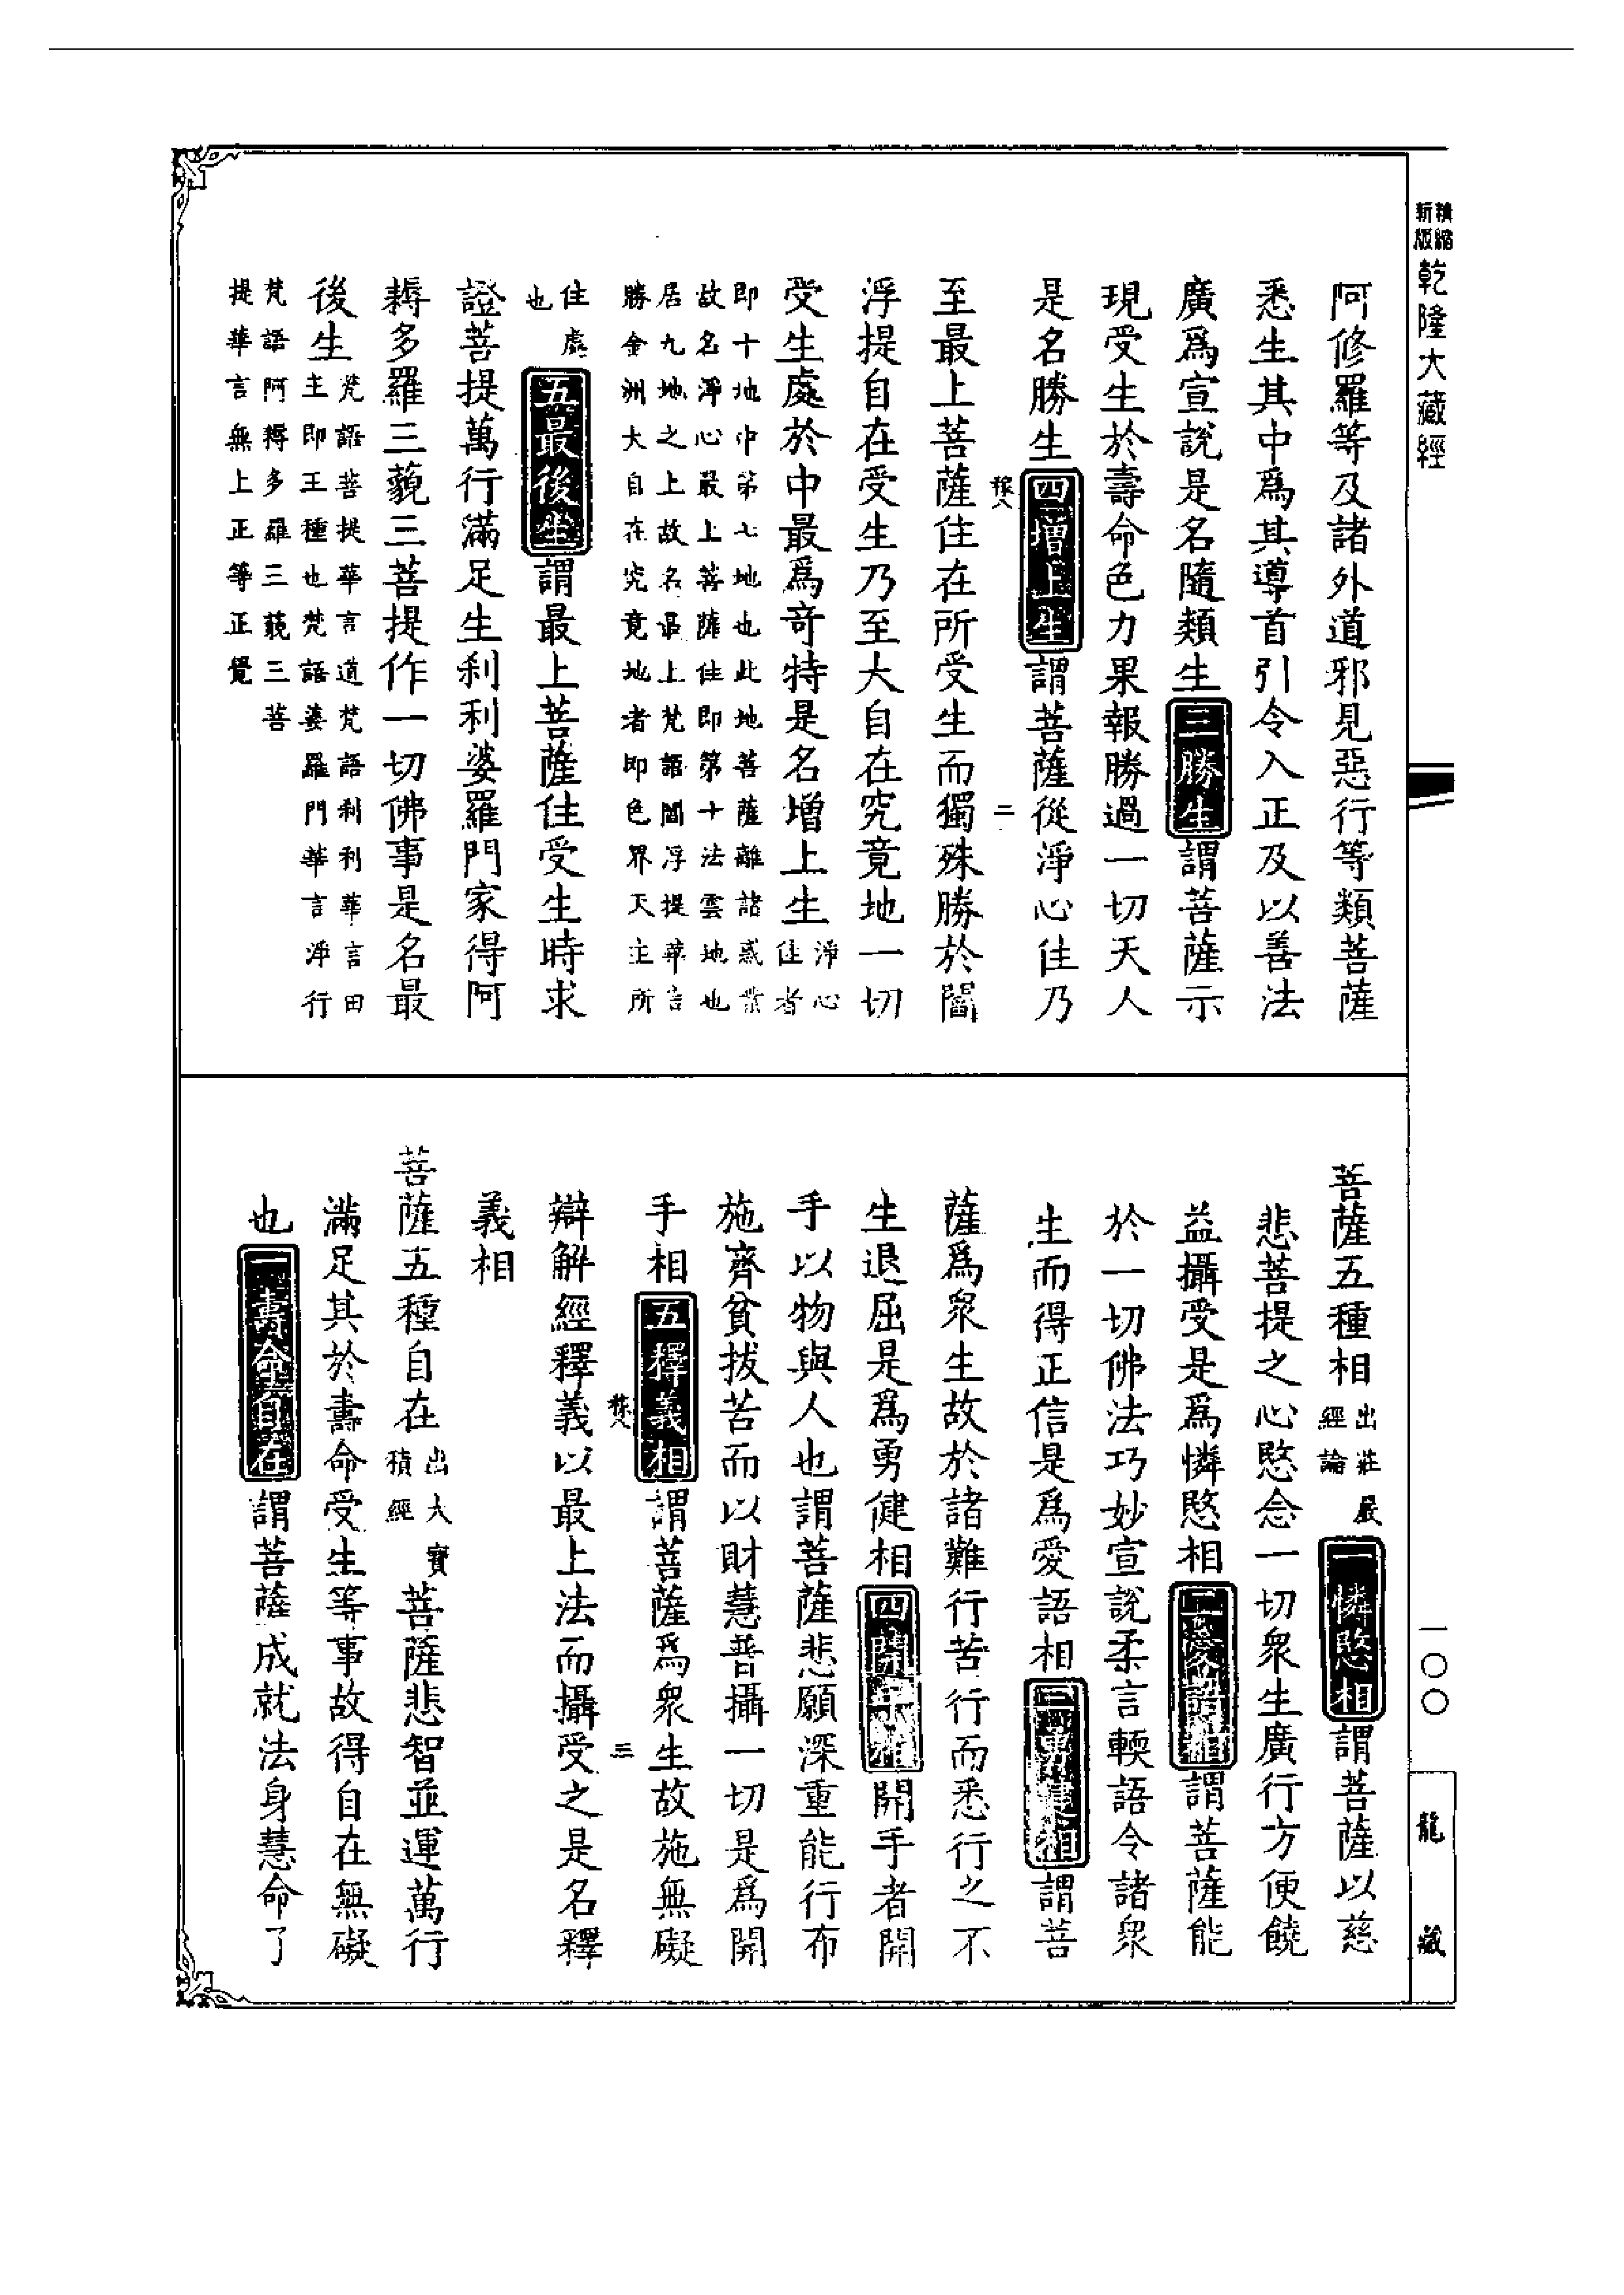 精縮
新版
乾隆大藏經
阿修羅等及諸外道邪見惡行等類菩薩
悉生其中爲其導首引令入正及以善法
廣爲宣說是名隨類生三勝生謂菩薩示
現受生於壽命色力果報勝過一切天人
是名勝生四增上生謂菩薩從淨心住乃
二
至最上菩薩住在所受生而獨殊勝於閻
浮提自在受生乃至大自在究竟地一切
受生處於中最爲奇特是名增上生淨心
住者
即十地中第七地也此地菩薩離諸惑業
故名淨心最上菩薩住即第十法雲地也
居九地之上故名最上梵語閻浮提華言
勝金洲大自在究竟地者即色界天主所
住處
也五最後生謂最上菩薩住受生時求
證菩提萬行滿足生剎利婆羅門家得阿
耨多羅三藐三菩提作一切佛事是名最
後生梵語菩提華言道梵語剎利華言田
主即王種也梵語婆羅門華言淨行
梵語阿耨多羅三藐三菩
提華言無上正等正覺
菩薩五種相出莊嚴
經論一憐愍相謂菩薩以慈
悲菩提之心愍念一切衆生廣行方便饒
益攝受是爲憐愍相二愛語相謂菩薩能
於一切佛法巧妙宣說柔言輭語令諸衆
生而得正信是爲愛語相三勇健相謂菩
薩爲衆生故於諸難行苦行而悉行之不
生退屈是爲勇健相四開手相開手者開
手以物與人也謂菩薩悲願深重能行布
施齊貧拔苦而以財慧普攝一切是爲開
手相五釋義相謂菩薩爲衆生故施無礙
三
辯解經釋義以最上法而攝受之是名釋
義相
菩薩五種自在出大寶
積經菩薩悲智並運萬行
滿足其於壽命受生等事故得自在無礙
也一壽命自在謂菩薩成就法身慧命了
一〇〇
龍藏